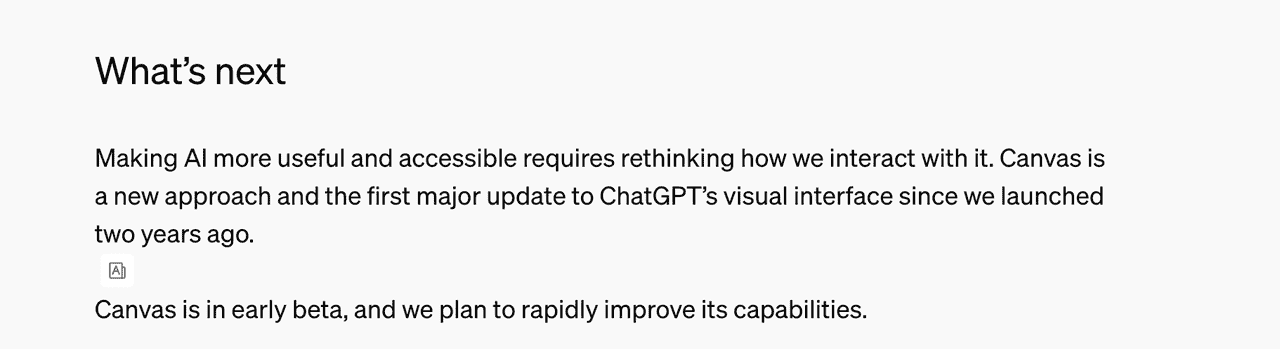 What’s next
Making AI more useful and accessible requires rethinking how we interact with it. Canvas is
a new approach and the first major update to ChatGPT’s visual interface since we launched
two years ago.
A
Canvas is in early beta, and we plan to rapidly improve its capabilities.